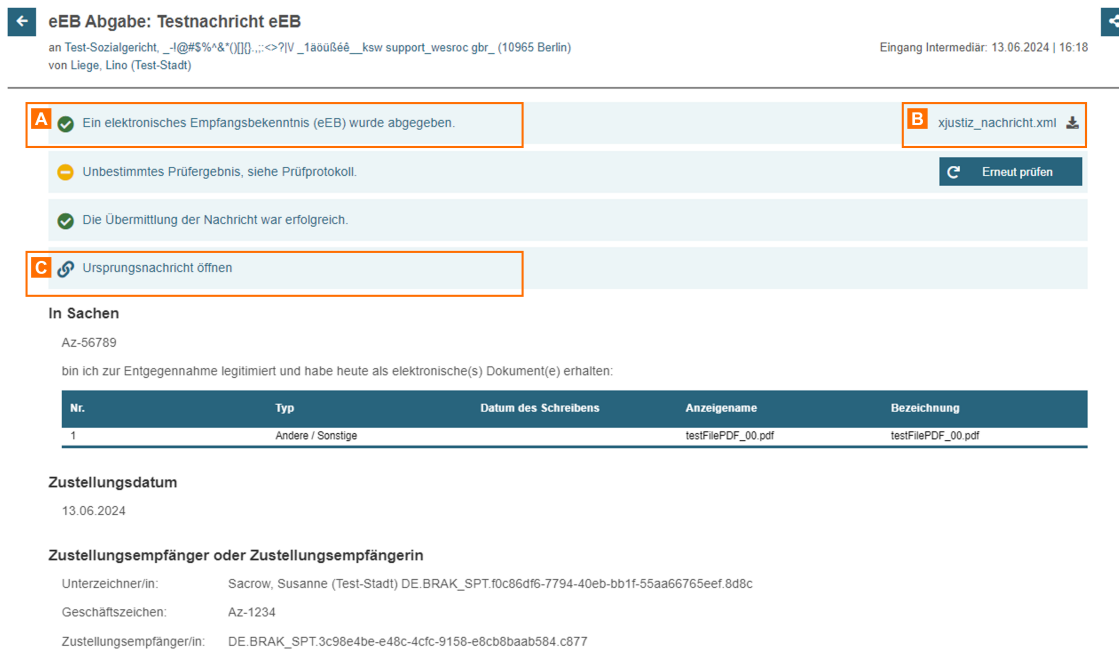 eEB Abgabe: Testnachricht eEB
an Test-Sozialgericht, _-!@#$%^&*()[]{}.,;:<>?|\/ _1äöüßéê__ksw support_wesroc gbr_ (10965 Berlin)
Eingang Intermediär: 13.06.2024 | 16:18
von Liege, Lino (Test-Stadt)
A Ein elektronisches Empfangsbekenntnis (eEB) wurde abgegeben.
B xjustiz_nachricht.xml
Unbestimmtes Prüfergebnis, siehe Prüfprotokoll.
Erneut prüfen
Die Übermittlung der Nachricht war erfolgreich.
C Ursprungsnachricht öffnen
In Sachen
Az-56789
bin ich zur Entgegennahme legitimiert und habe heute als elektronische(s) Dokument(e) erhalten:
Nr. Typ Datum des Schreibens Anzeigename Bezeichnung
1 Andere / Sonstige testFilePDF_00.pdf testFilePDF_00.pdf
Zustellungsdatum
13.06.2024
Zustellungsempfänger oder Zustellungsempfängerin
Unterzeichner/in: Sacrow, Susanne (Test-Stadt) DE.BRAK_SPT.f0c86df6-7794-40eb-bb1f-55aa66765eef.8d8c
Geschäftszeichen: Az-1234
Zustellungsempfänger/in: DE.BRAK_SPT.3c98e4be-e48c-4cfc-9158-e8cb8baab584.c877